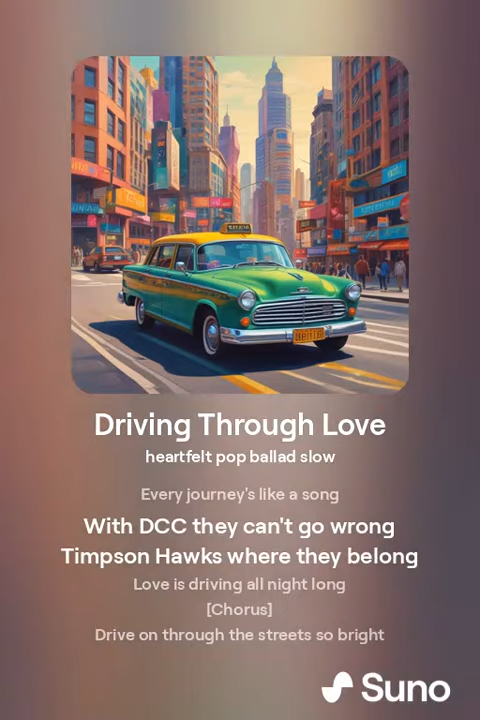 Driving Through Love
heartfelt pop ballad slow
Every journey's like a song
With DCC they can't go wrong
Timpson Hawks where they belong
Love is driving all night long
[Chorus]
Drive on through the streets so bright
Suno